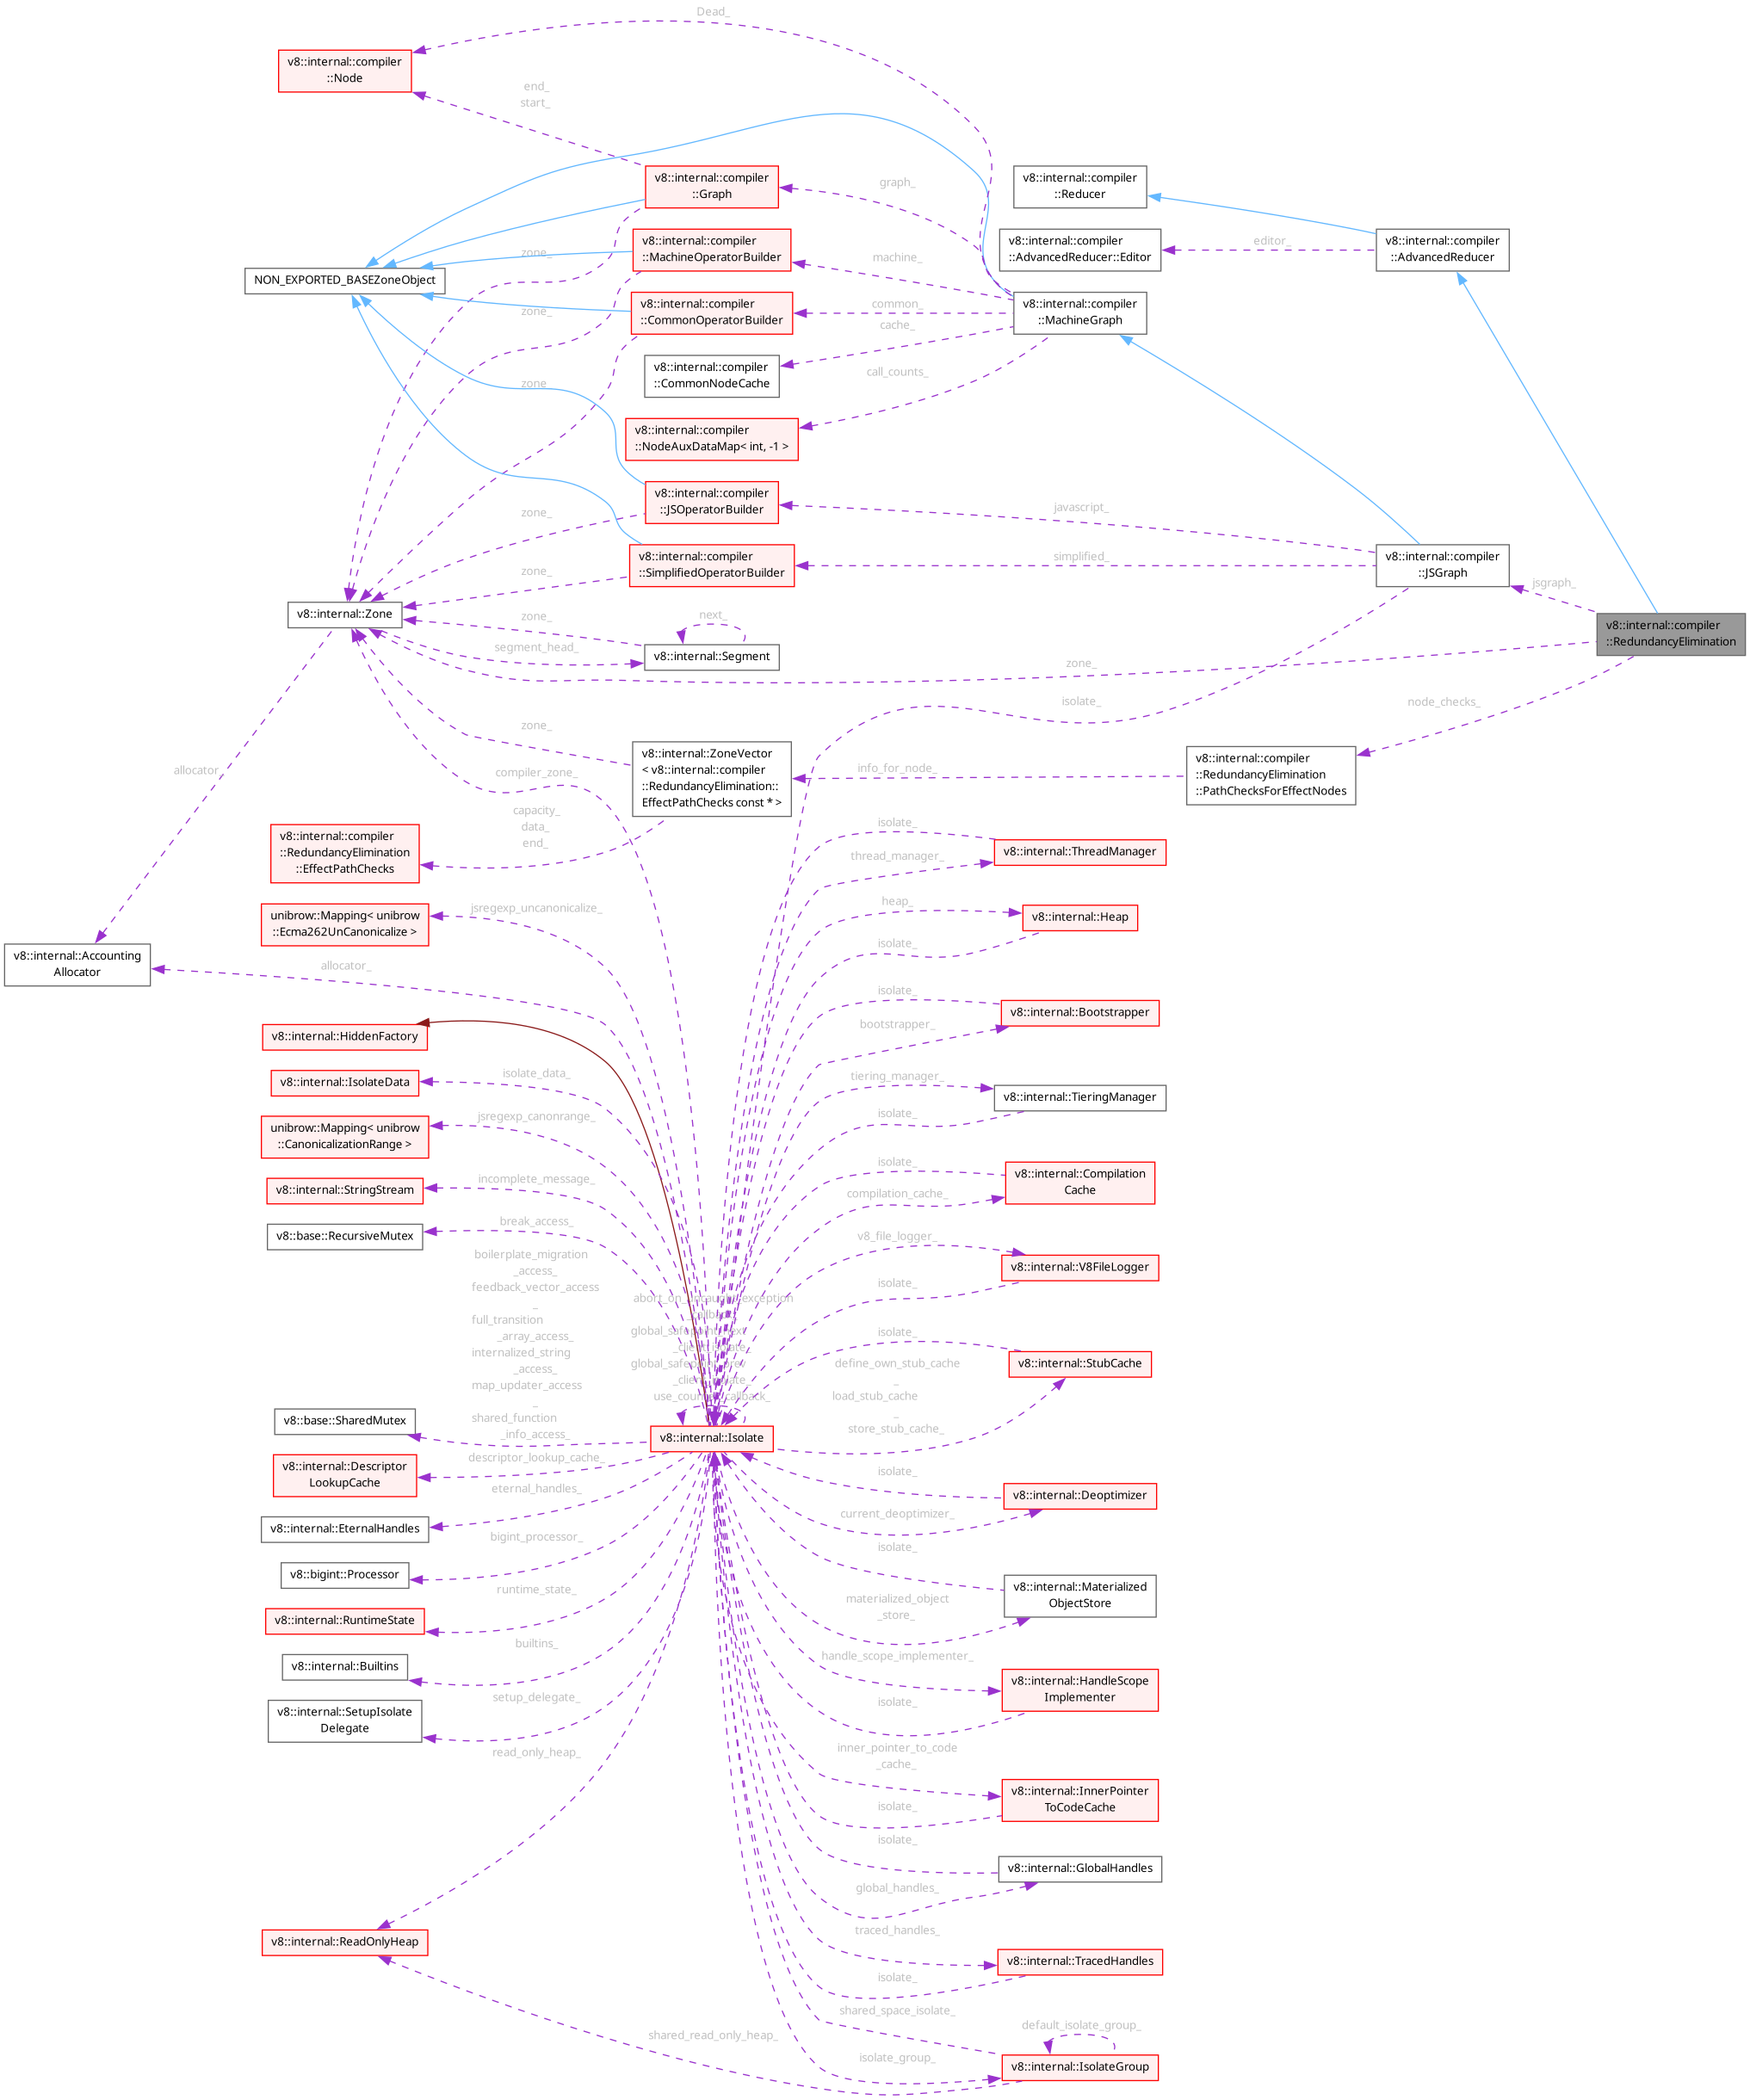 Dead_
v8::internal::compiler
::Node
end_
start_
v8::internal::compiler
::Graph
graph_
v8::internal::compiler
::Reducer
v8::internal::compiler
::MachineOperatorBuilder
machine_
v8::internal::compiler
::AdvancedReducer::Editor
editor_
v8::internal::compiler
::AdvancedReducer
NON_EXPORTED_BASEZoneObject
zone_
zone_
zone_
v8::internal::compiler
::CommonOperatorBuilder
common_
cache_
v8::internal::compiler
::MachineGraph
v8::internal::compiler
::CommonNodeCache
call_counts_
v8::internal::compiler
::NodeAuxDataMap< int, -1 >
v8::internal::compiler
::JSOperatorBuilder
zone_
javascript_
v8::internal::compiler
::SimplifiedOperatorBuilder
zone_
simplified_
v8::internal::compiler
::JSGraph
jsgraph_
v8::internal::Zone
zone_
segment_head_
next_
v8::internal::Segment
zone_
v8::internal::compiler
::RedundancyElimination
isolate_
node_checks_
zone_
compiler_zone_
v8::internal::ZoneVector
< v8::internal::compiler
::RedundancyElimination::
EffectPathChecks const * >
info_for_node_
v8::internal::compiler
::RedundancyElimination
::PathChecksForEffectNodes
allocator_
capacity_
data_
end_
v8::internal::compiler
::RedundancyElimination
::EffectPathChecks
isolate_
thread_manager_
v8::internal::ThreadManager
unibrow::Mapping< unibrow
::Ecma262UnCanonicalize >
jsregexp_uncanonicalize_
heap_
isolate_
v8::internal::Heap
v8::internal::Accounting
Allocator
allocator_
v8::internal::HiddenFactory
isolate_
bootstrapper_
v8::internal::Bootstrapper
v8::internal::IsolateData
isolate_data_
tiering_manager_
isolate_
v8::internal::TieringManager
unibrow::Mapping< unibrow
::CanonicalizationRange >
jsregexp_canonrange_
v8::internal::StringStream
incomplete_message_
isolate_
compilation_cache_
v8::internal::Compilation
Cache
v8::base::RecursiveMutex
break_access_
v8_file_logger_
isolate_
v8::internal::V8FileLogger
boilerplate_migration
_access_
feedback_vector_access
_
full_transition
_array_access_
internalized_string
_access_
map_updater_access
_
shared_function
_info_access_
abort_on_uncaught_exception
_callback_
global_safepoint_next
_client_isolate_
global_safepoint_prev
_client_isolate_
use_counter_callback_
isolate_
define_own_stub_cache
_
load_stub_cache
_
store_stub_cache_
v8::internal::StubCache
v8::base::SharedMutex
v8::internal::Isolate
v8::internal::Descriptor
LookupCache
descriptor_lookup_cache_
isolate_
current_deoptimizer_
v8::internal::Deoptimizer
v8::internal::EternalHandles
eternal_handles_
v8::bigint::Processor
bigint_processor_
isolate_
materialized_object
_store_
v8::internal::Materialized
ObjectStore
v8::internal::RuntimeState
runtime_state_
v8::internal::Builtins
builtins_
handle_scope_implementer_
isolate_
v8::internal::HandleScope
Implementer
v8::internal::SetupIsolate
Delegate
setup_delegate_
read_only_heap_
inner_pointer_to_code
_cache_
isolate_
v8::internal::InnerPointer
ToCodeCache
isolate_
global_handles_
v8::internal::GlobalHandles
v8::internal::ReadOnlyHeap
traced_handles_
isolate_
v8::internal::TracedHandles
shared_read_only_heap_
shared_space_isolate_
isolate_group_
default_isolate_group_
v8::internal::IsolateGroup